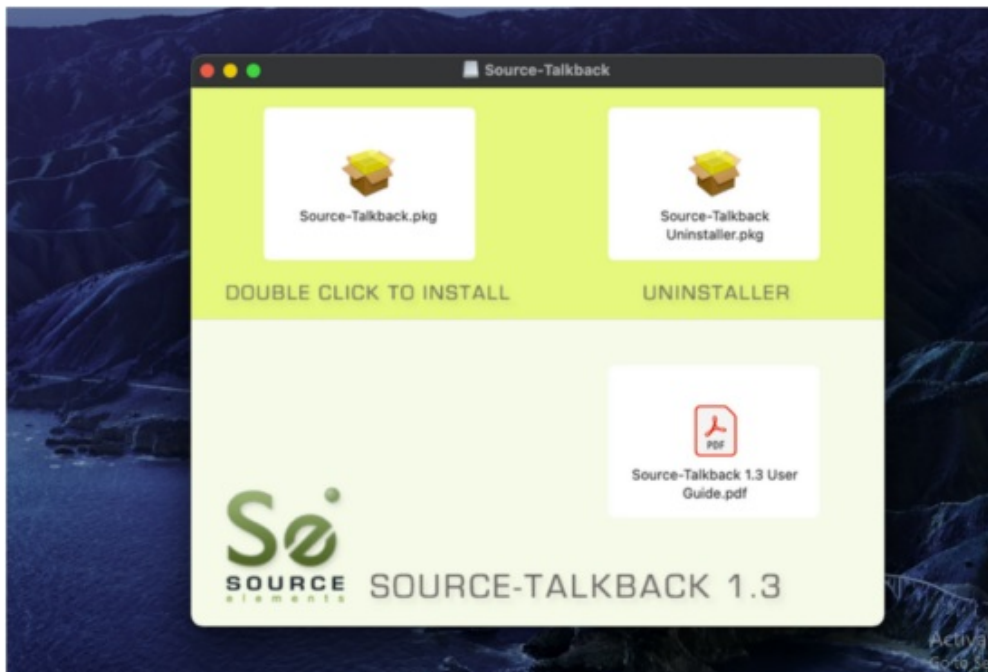 Source-Talkback
Source-Talkback.pkg
Source-Talkback
Uninstaller.pkg
DOUBLE CLICK TO INSTALL
UNINSTALLER
PDF
Source-Talkback 1.3 User
Guide.pdf
Se
SOURCE
elements
SOURCE-TALKBACK 1.3